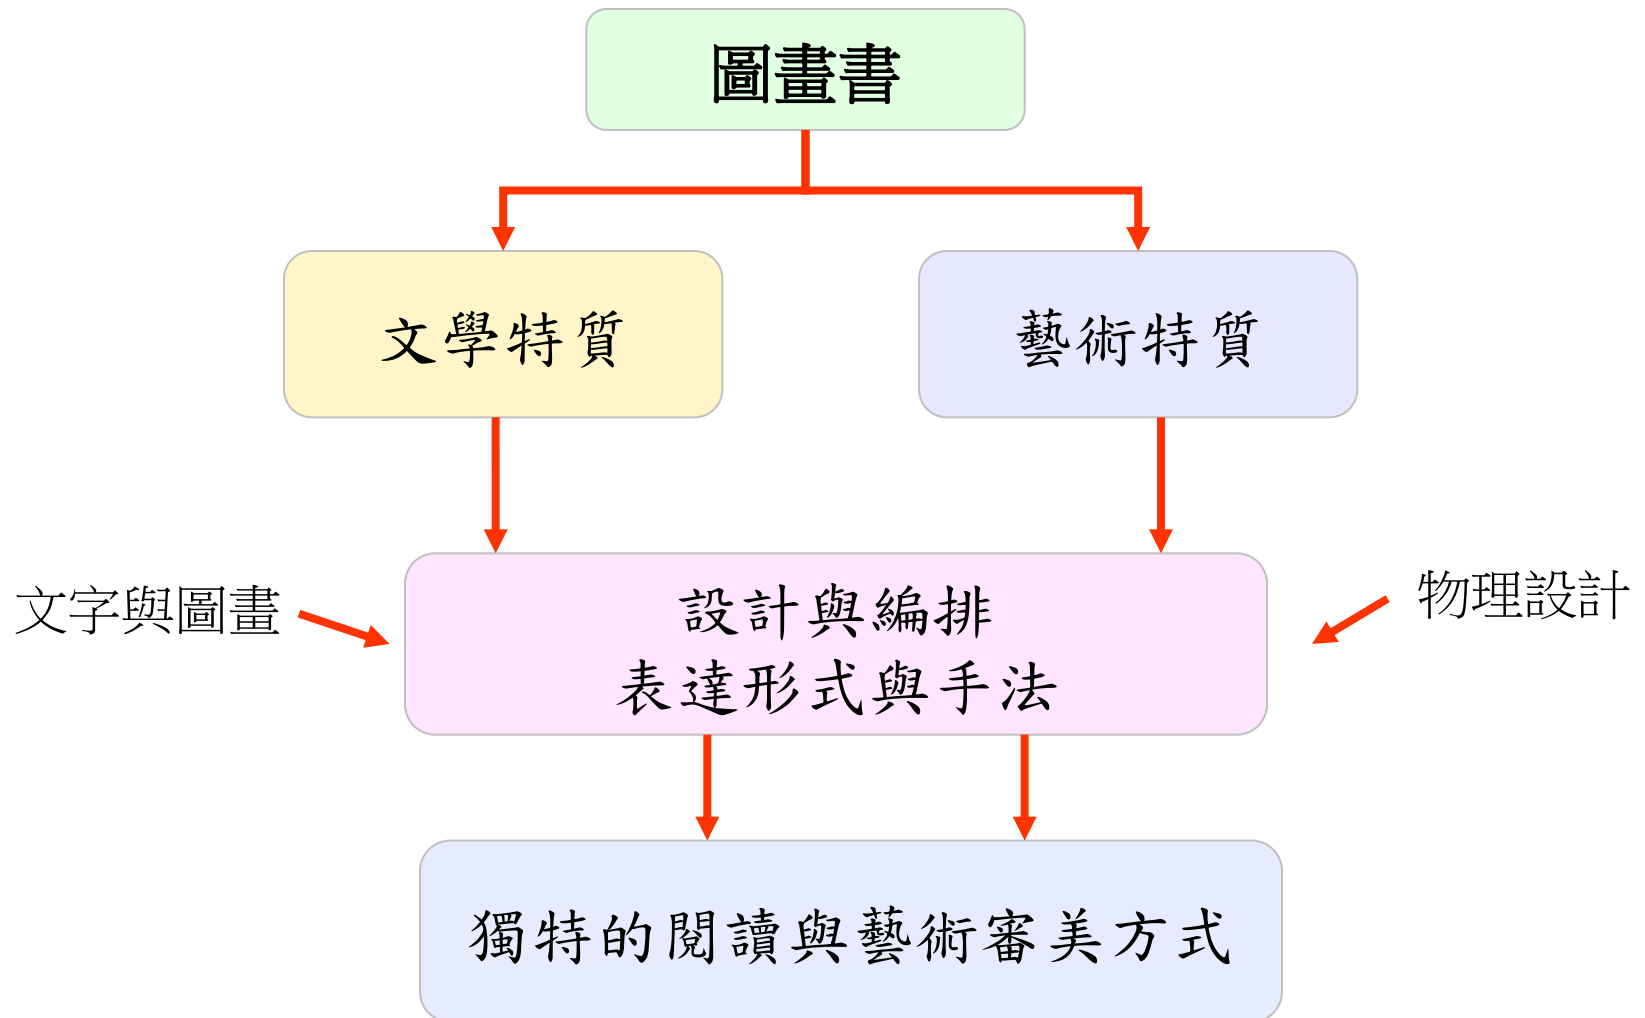 圖畫書
文學特質
藝術特質
文字與圖畫
設計與編排
表達形式與手法
物理設計
獨特的閱讀與藝術審美方式